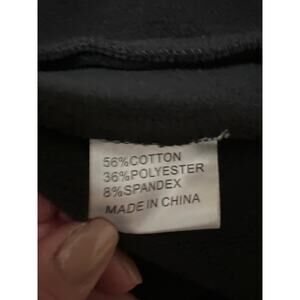 56%COTTON
36%POLYESTER
8%SPANDEX
MADE IN CHINA